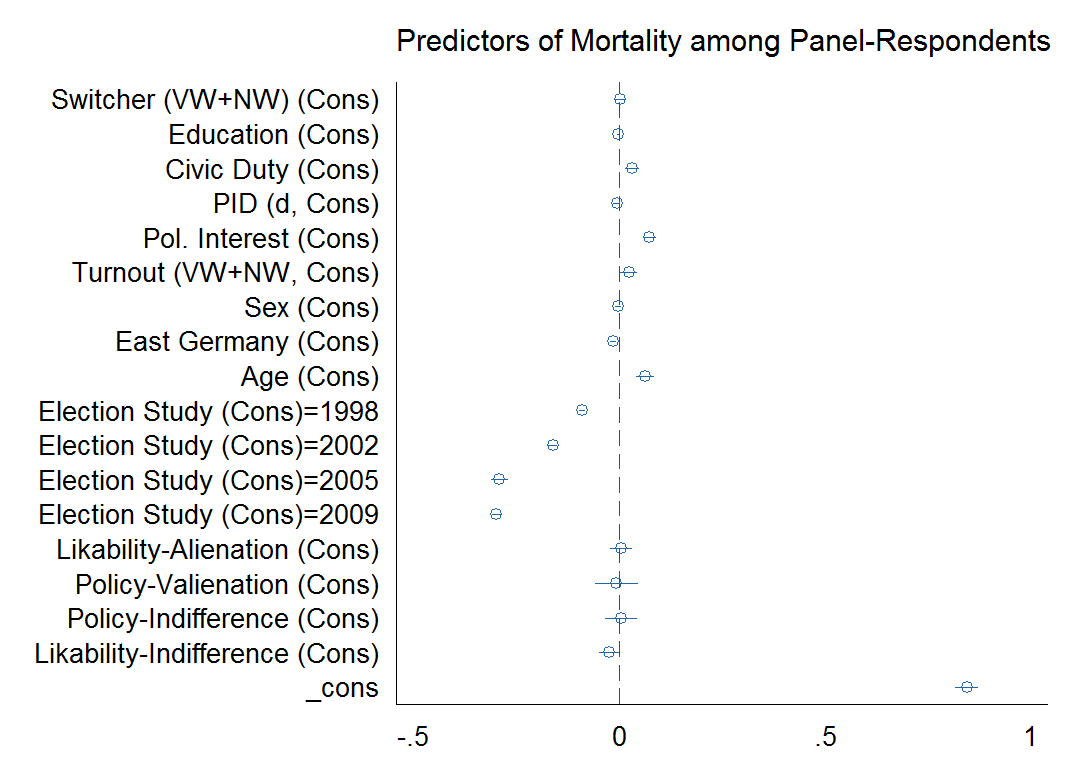 Predictors of Mortality among Panel-Respondents
Switcher (VW+NW) (Cons)
Education (Cons)
Civic Duty (Cons)
PID (d, Cons)
Pol. Interest (Cons)
Turnout (VW+NW, Cons)
Sex (Cons)
East Germany (Cons)
Age (Cons)
Election Study (Cons)=1998
Election Study (Cons)=2002
Election Study (Cons)=2005
Election Study (Cons)=2009
Likability-Alienation (Cons)
Policy-Valienation (Cons)
Policy-Indifference (Cons)
Likability-Indifference (Cons)
_cons
-.5 0 .5 1